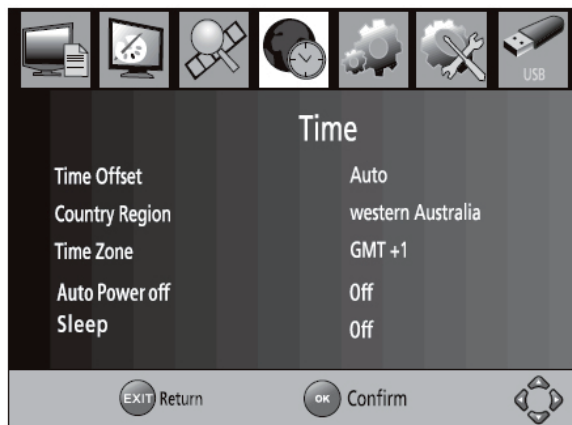 USB
Time
Time Offset Auto
Country Region western Australia
Time Zone GMT +1
Auto Power off Off
Sleep Off
EXIT Return OK Confirm